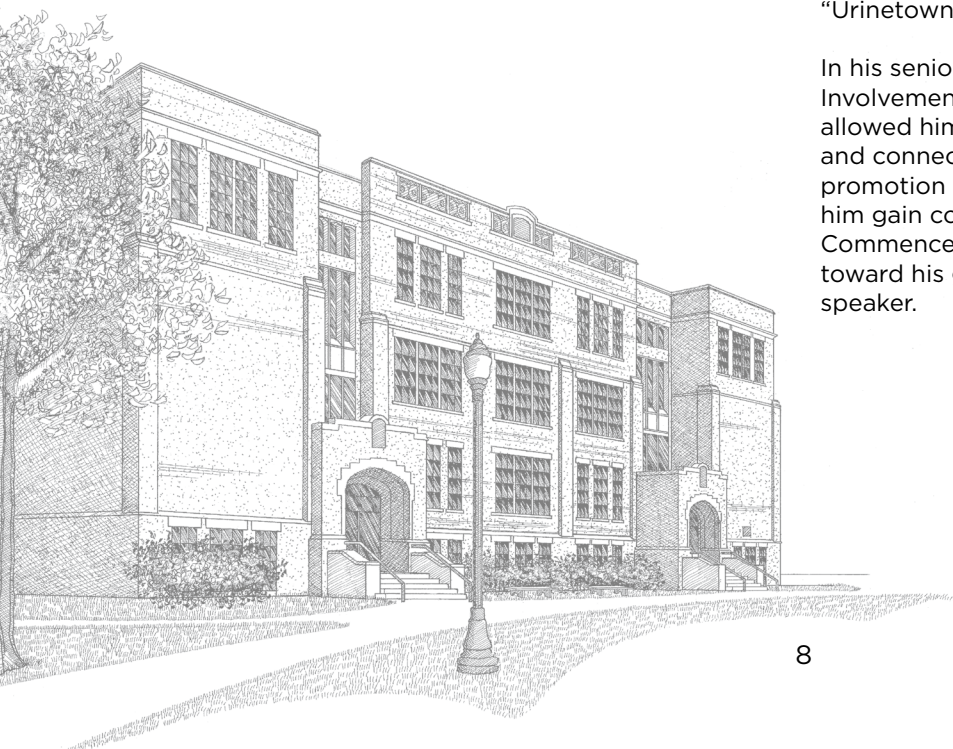 “Urinetown
In his senio
Involvemen
allowed him
and connec
promotion
him gain co
Commence
toward his
speaker.
8